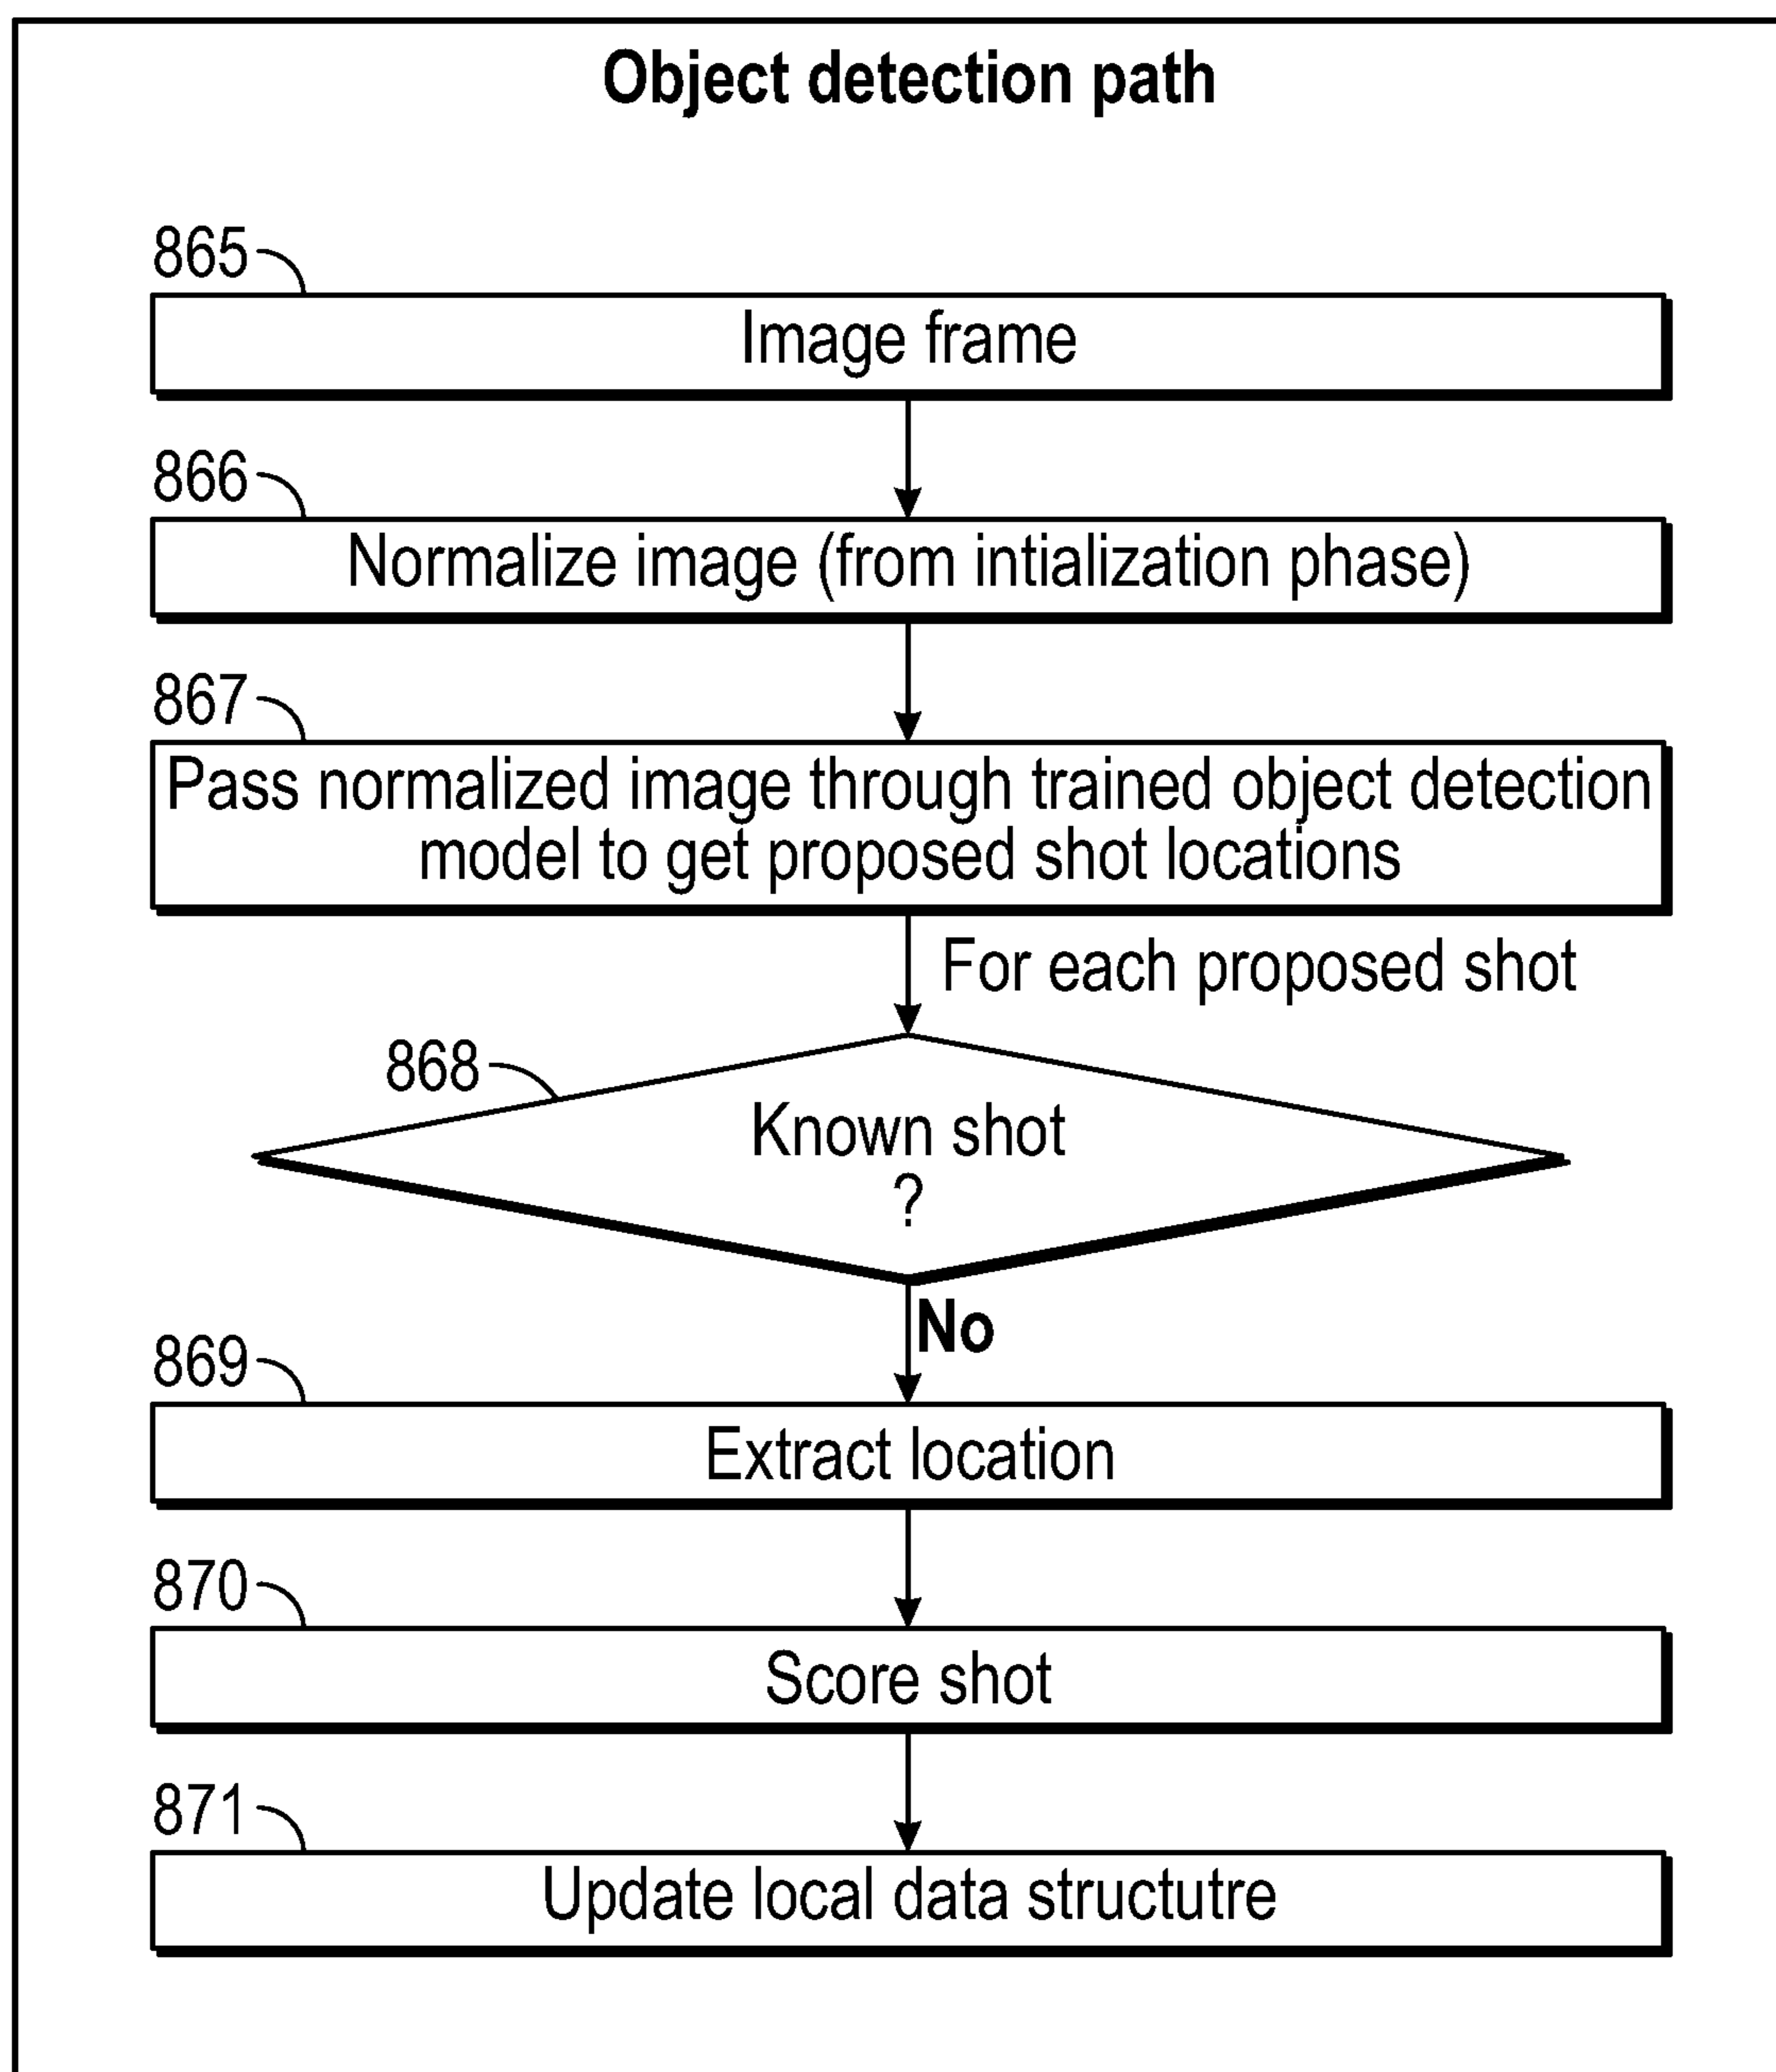 Object detection path
865
Image frame
866
Normalize image (from intialization phase)
867
Pass normalized image through trained object detection
model to get proposed shot locations
For each proposed shot
868
Known shot
?
No
869
Extract location
870
Score shot
871
Update local data structutre